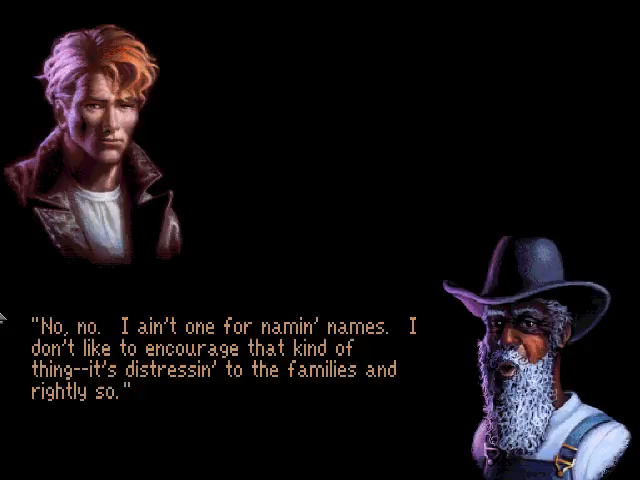 "No, no.  I ain't one for namin' names.  I
don't like to encourage that kind of
thing--it's distressin' to the families and
rightly so."